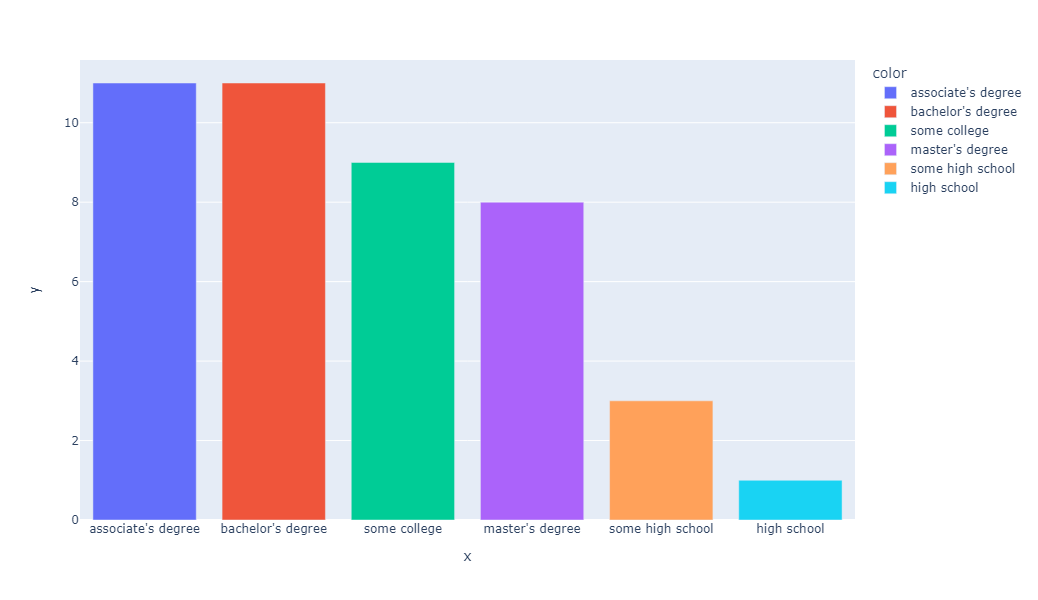 color
associate's degree
bachelor's degree
some college
master's degree
some high school
high school
y
10
8
6
4
2
0
associate's degree bachelor's degree some college master's degree some high school high school
x